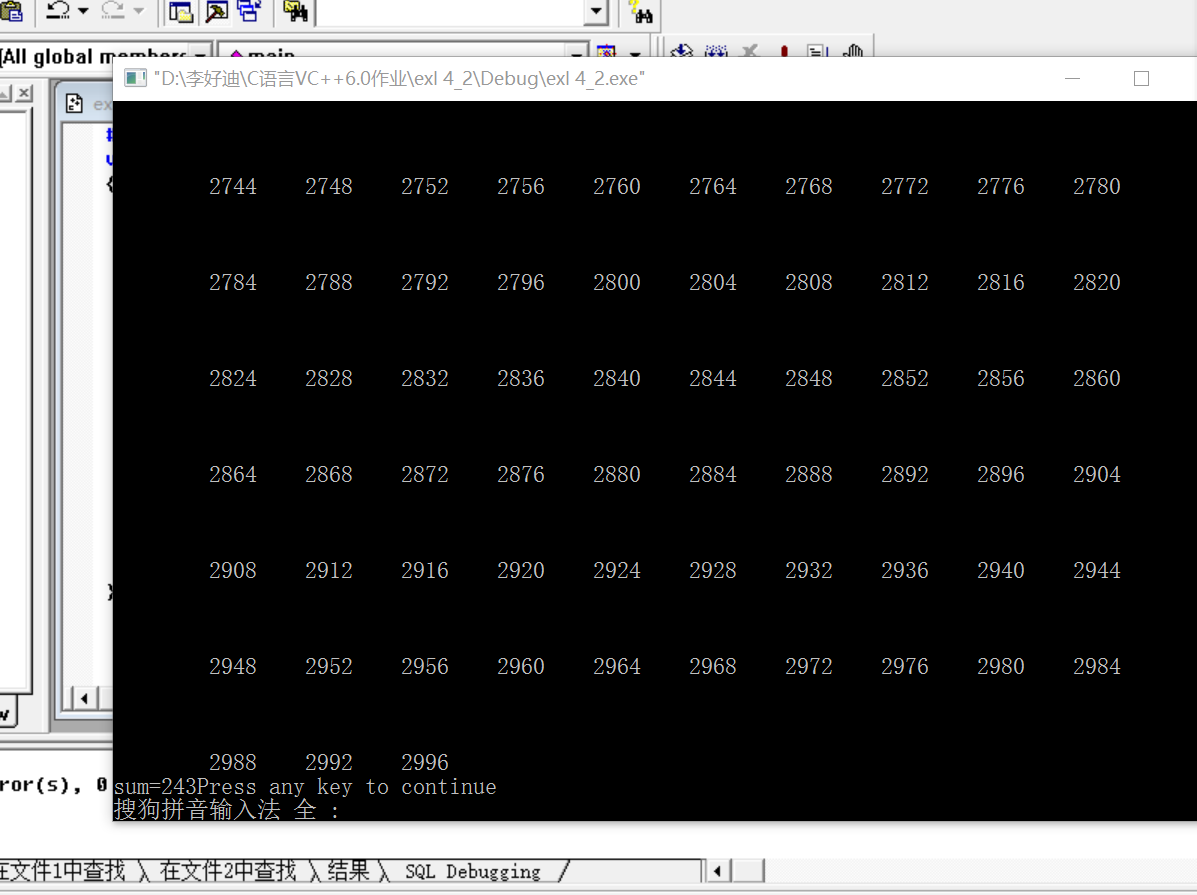 [All global members
main
"D:\李好迪\C语言VC++6.0作业\exl 4_2\Debug\exl 4_2.exe"
ex
#
{
2744 2748 2752 2756 2760 2764 2768 2772 2776 2780
2784 2788 2792 2796 2800 2804 2808 2812 2816 2820
2824 2828 2832 2836 2840 2844 2848 2852 2856 2860
2864 2868 2872 2876 2880 2884 2888 2892 2896 2904
2908 2912 2916 2920 2924 2928 2932 2936 2940 2944
}
2948 2952 2956 2960 2964 2968 2972 2976 2980 2984
2988 2992 2996
ror(s), 0
sum=243Press any key to continue
搜狗拼音输入法 全 :
在文件1中查找 在文件2中查找 结果 SQL Debugging